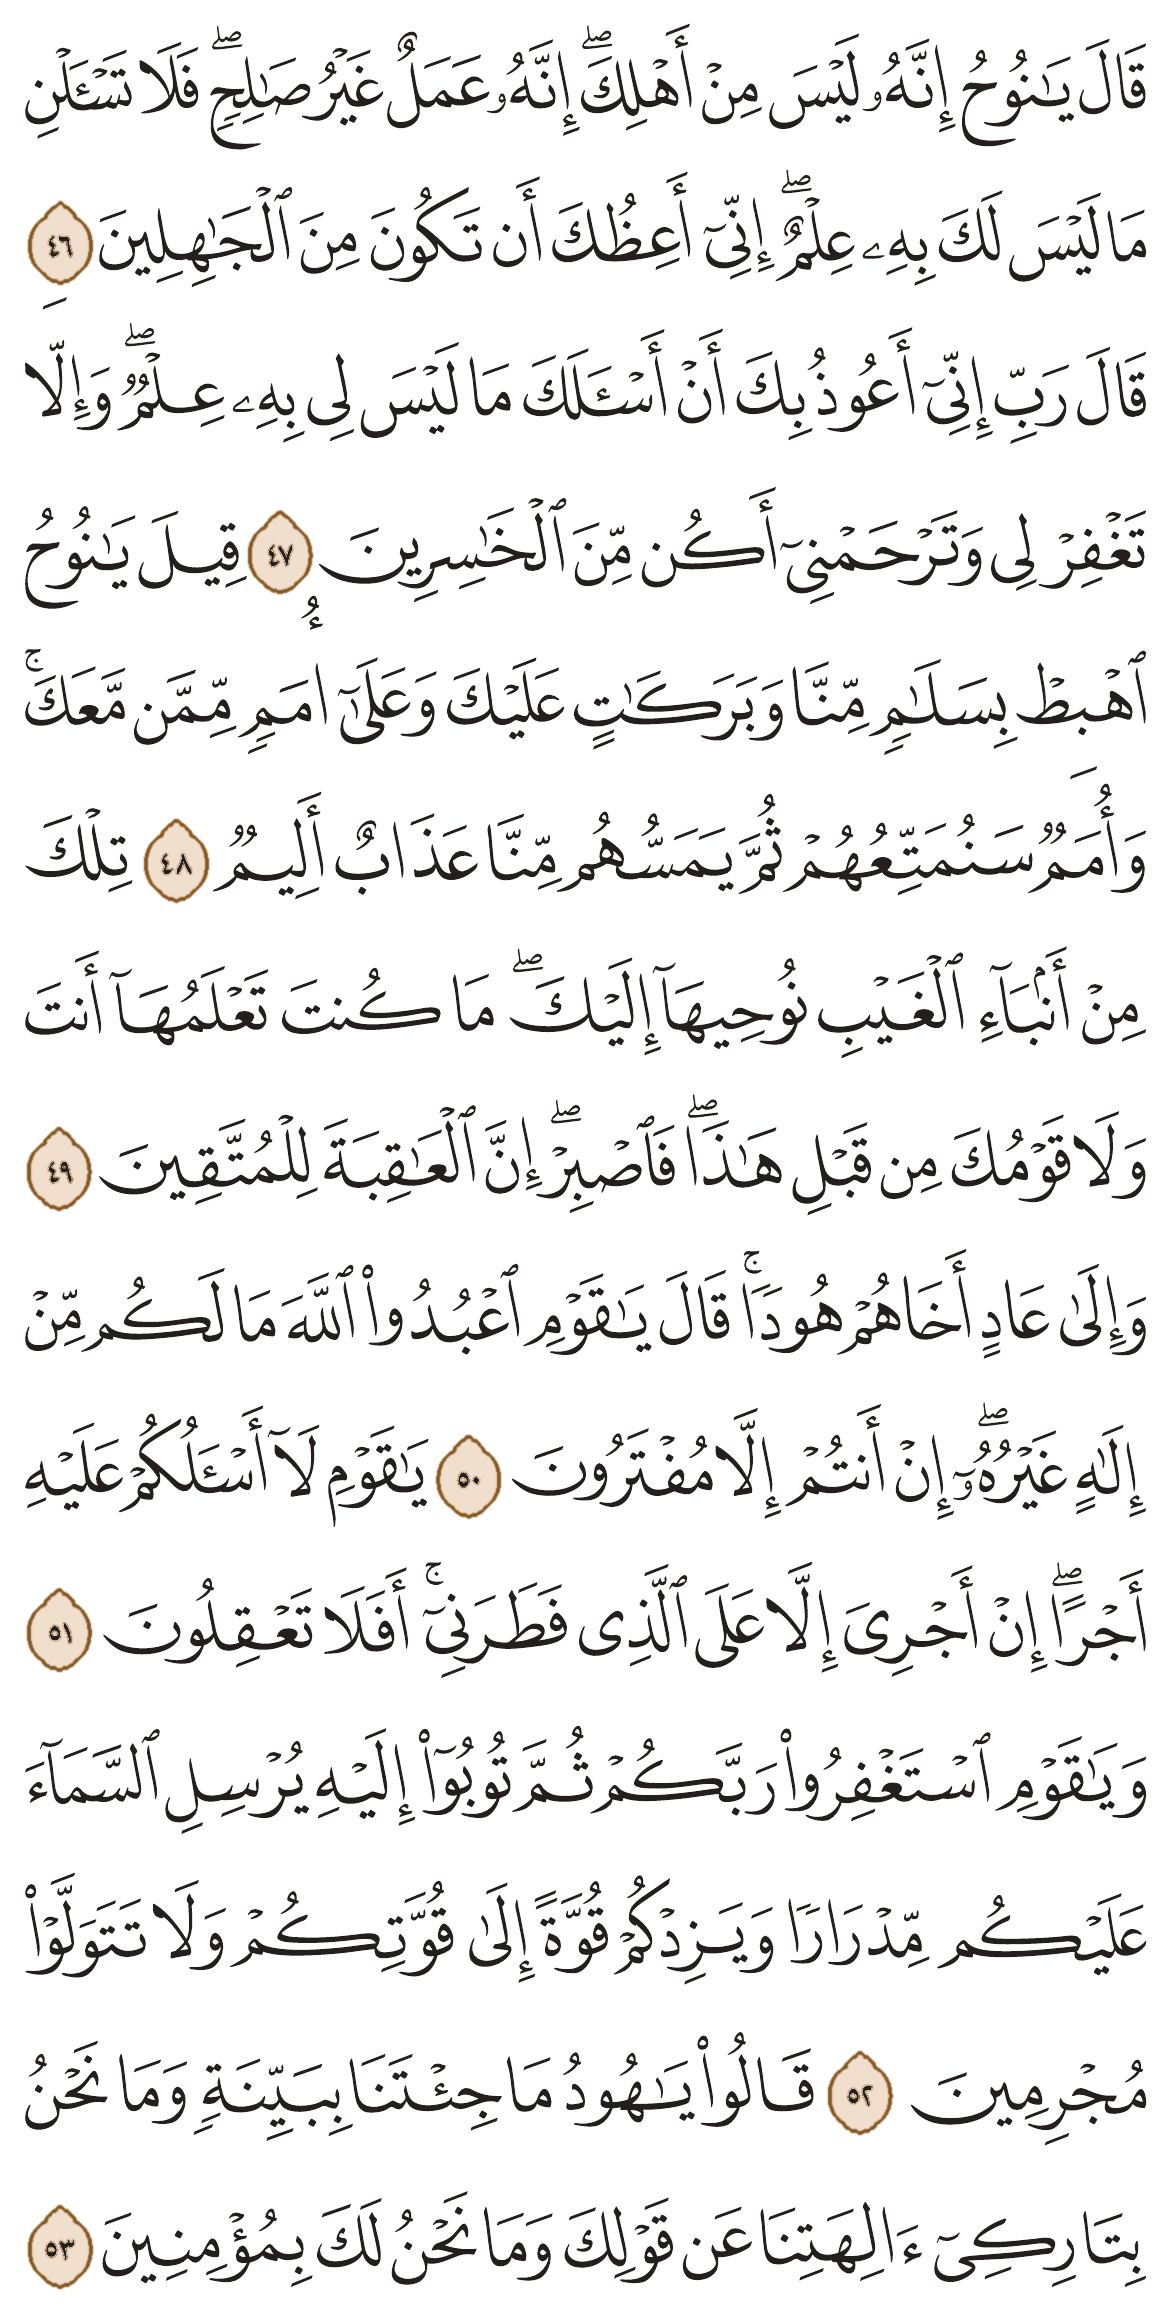 قَالَ يَٰنُوحُ إِنَّهُۥ لَيۡسَ مِنۡ أَهۡلِكَۖ إِنَّهُۥ عَمَلٌ غَيۡرُ صَٰلِحٖۖ فَلَا تَسۡـَٔلۡنِ
مَا لَيۡسَ لَكَ بِهِۦ عِلۡمٌۖ إِنِّيٓ أَعِظُكَ أَن تَكُونَ مِنَ ٱلۡجَٰهِلِينَ ٤٦
قَالَ رَبِّ إِنِّيٓ أَعُوذُ بِكَ أَنۡ أَسۡـَٔلَكَ مَا لَيۡسَ لِي بِهِۦ عِلۡمٞۖ وَإِلَّا
تَغۡفِرۡ لِي وَتَرۡحَمۡنِيٓ أَكُن مِّنَ ٱلۡخَٰسِرِينَ ٤٧ قِيلَ يَٰنُوحُ
ٱهۡبِطۡ بِسَلَٰمٖ مِّنَّا وَبَرَكَٰتٍ عَلَيۡكَ وَعَلَىٰٓ أُمَمٖ مِّمَّن مَّعَكَۚ
وَأُمَمٞ سَنُمَتِّعُهُمۡ ثُمَّ يَمَسُّهُم مِّنَّا عَذَابٌ أَلِيمٞ ٤٨ تِلۡكَ
مِنۡ أَنۢبَآءِ ٱلۡغَيۡبِ نُوحِيهَآ إِلَيۡكَۖ مَا كُنتَ تَعۡلَمُهَآ أَنتَ
وَلَا قَوۡمُكَ مِن قَبۡلِ هَٰذَاۖ فَٱصۡبِرۡۖ إِنَّ ٱلۡعَٰقِبَةَ لِلۡمُتَّقِينَ ٤٩
وَإِلَىٰ عَادٍ أَخَاهُمۡ هُودٗاۚ قَالَ يَٰقَوۡمِ ٱعۡبُدُواْ ٱللَّهَ مَا لَكُم مِّنۡ
إِلَٰهٍ غَيۡرُهُۥٓۖ إِنۡ أَنتُمۡ إِلَّا مُفۡتَرُونَ ٥٠ يَٰقَوۡمِ لَآ أَسۡـَٔلُكُمۡ عَلَيۡهِ
أَجۡرًاۖ إِنۡ أَجۡرِيَ إِلَّا عَلَى ٱلَّذِي فَطَرَنِيٓۚ أَفَلَا تَعۡقِلُونَ ٥١
وَيَٰقَوۡمِ ٱسۡتَغۡفِرُواْ رَبَّكُمۡ ثُمَّ تُوبُوٓاْ إِلَيۡهِ يُرۡسِلِ ٱلسَّمَآءَ
عَلَيۡكُم مِّدۡرَارٗا وَيَزِدۡكُمۡ قُوَّةً إِلَىٰ قُوَّتِكُمۡ وَلَا تَتَوَلَّوۡاْ
مُجۡرِمِينَ ٥٢ قَالُواْ يَٰهُودُ مَا جِئۡتَنَا بِبَيِّنَةٖ وَمَا نَحۡنُ
بِتَارِكِيٓ ءَالِهَتِنَا عَن قَوۡلِكَ وَمَا نَحۡنُ لَكَ بِمُؤۡمِنِينَ ٥٣